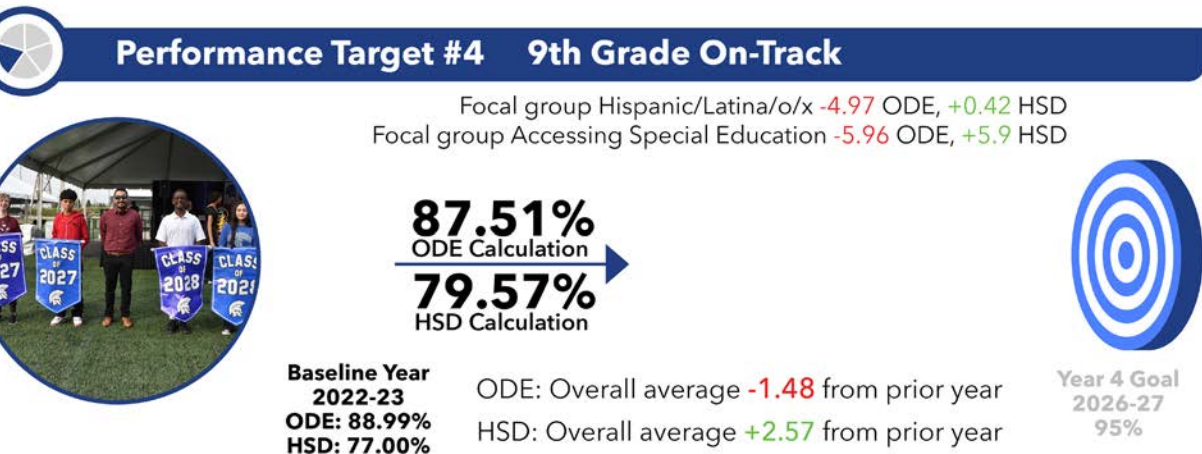 Performance Target #4 9th Grade On-Track
Focal group Hispanic/Latina/o/x -4.97 ODE, +0.42 HSD
Focal group Accessing Special Education -5.96 ODE, +5.9 HSD
CLASS
OF
2027
CLASS
OF
2028
CLASS
OF
87.51%
ODE Calculation
79.57%
HSD Calculation
Baseline Year
2022-23
ODE: 88.99%
HSD: 77.00%
ODE: Overall average -1.48 from prior year
HSD: Overall average +2.57 from prior year
Year 4 Goal
2026-27
95%